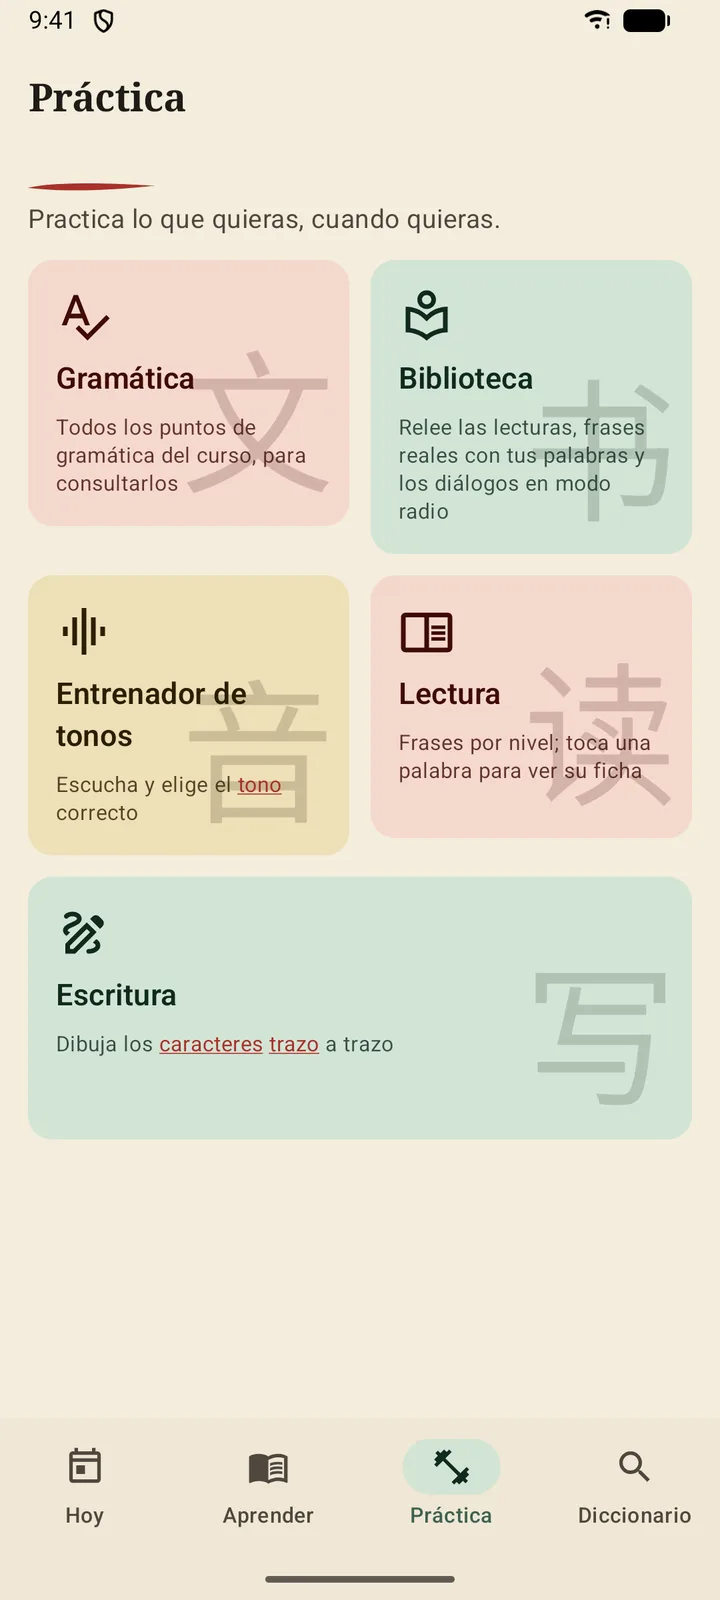 9:41
Práctica
Practica lo que quieras, cuando quieras.
文
Gramática
Todos los puntos de
gramática del curso, para
consultarlos
书
Biblioteca
Relee las lecturas, frases
reales con tus palabras y
los diálogos en modo
radio
音
Entrenador de
tonos
Escucha y elige el tono
correcto
读
Lectura
Frases por nivel; toca una
palabra para ver su ficha
写
Escritura
Dibuja los caracteres trazo a trazo
Hoy
Aprender
Práctica
Diccionario